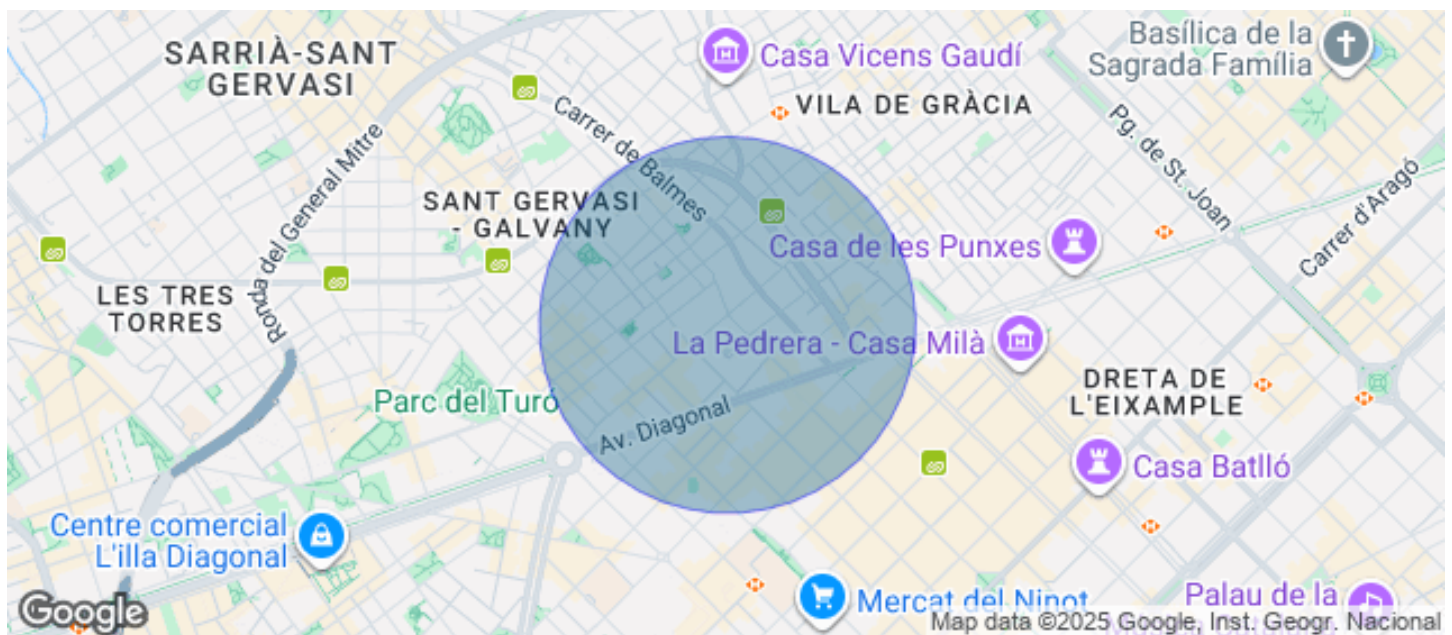 SARRIÀ-SANT
GERVASI
Casa Vicens Gaudí
Basílica de la
Sagrada Família
VILA DE GRÀCIA
Carrer de Balmes
Pg. de St. Joan
Ronda del General Mitre
SANT GERVASI
- GALVANY
Carrer d'Aragó
Casa de les Punxes
LES TRES
TORRES
La Pedrera - Casa Milà
Parc del Turó
DRETA DE
L'EIXAMPLE
Av. Diagonal
Casa Batlló
Centre comercial
L'illa Diagonal
Mercat del Ninot
Palau de la
Google
Map data ©2025 Google, Inst. Geogr. Nacional